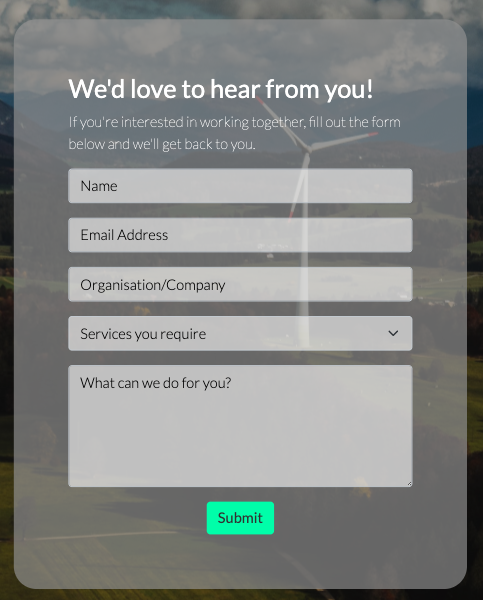 We'd love to hear from you!
If you're interested in working together, fill out the form
below and we'll get back to you.
Name
Email Address
Organisation/Company
Services you require
What can we do for you?
Submit